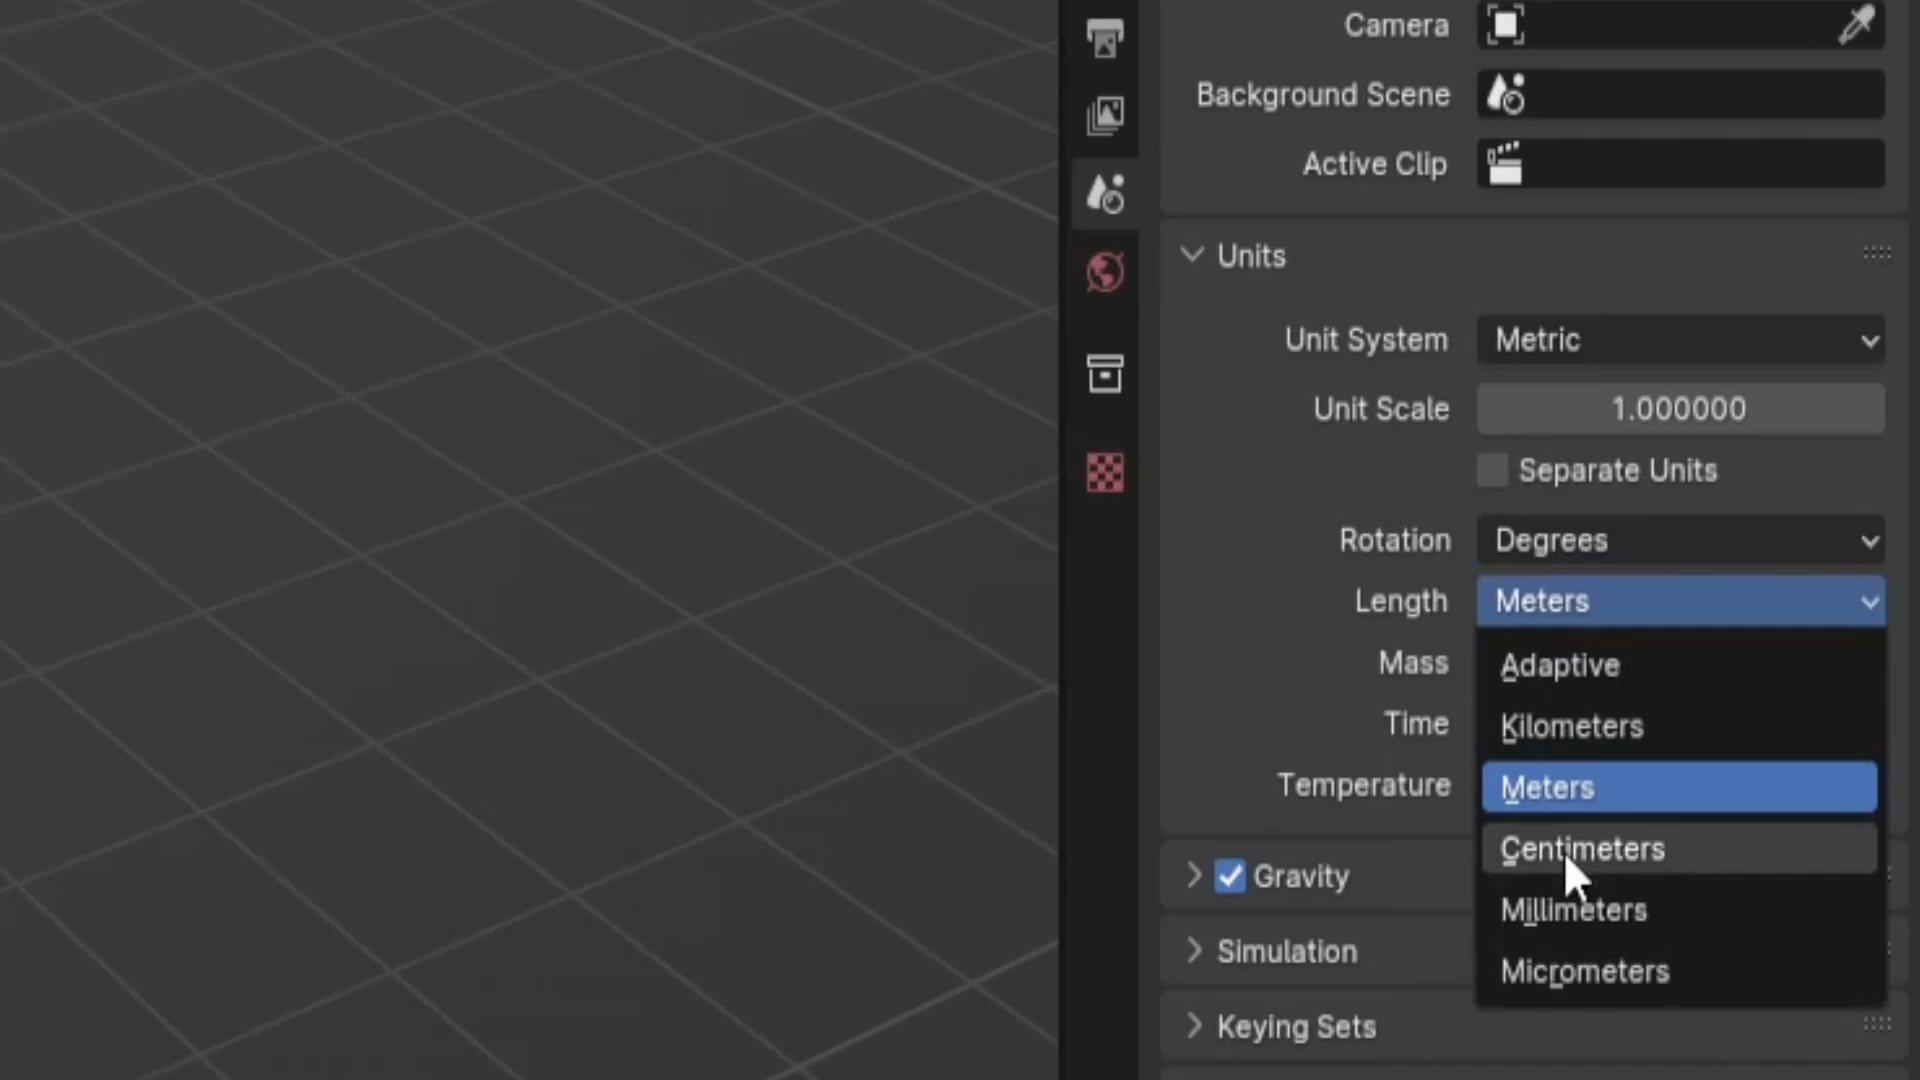 Camera
Background Scene
Active Clip
Units
Unit System Metric
Unit Scale 1.000000
Separate Units
Rotation Degrees
Length Meters
Mass Adaptive
Kilometers
Time
Temperature Meters
Centimeters
Gravity
Millimeters
Simulation
Micrometers
Keying Sets